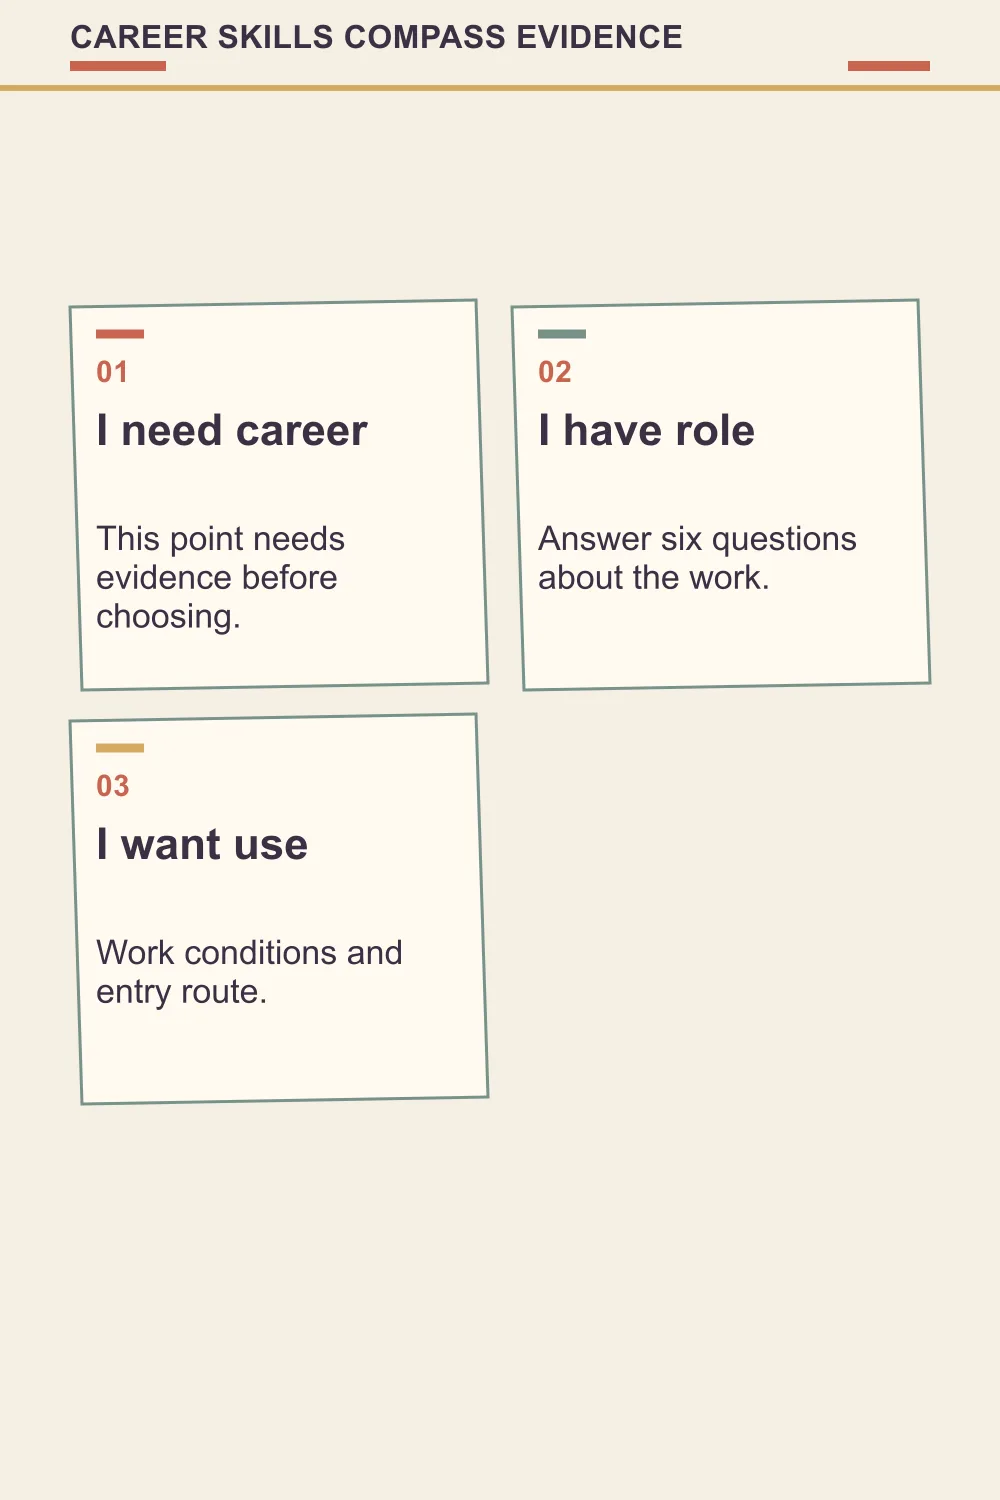 CAREER SKILLS COMPASS EVIDENCE
01
I need career
This point needs
evidence before
choosing.
02
I have role
Answer six questions
about the work.
03
I want use
Work conditions and
entry route.